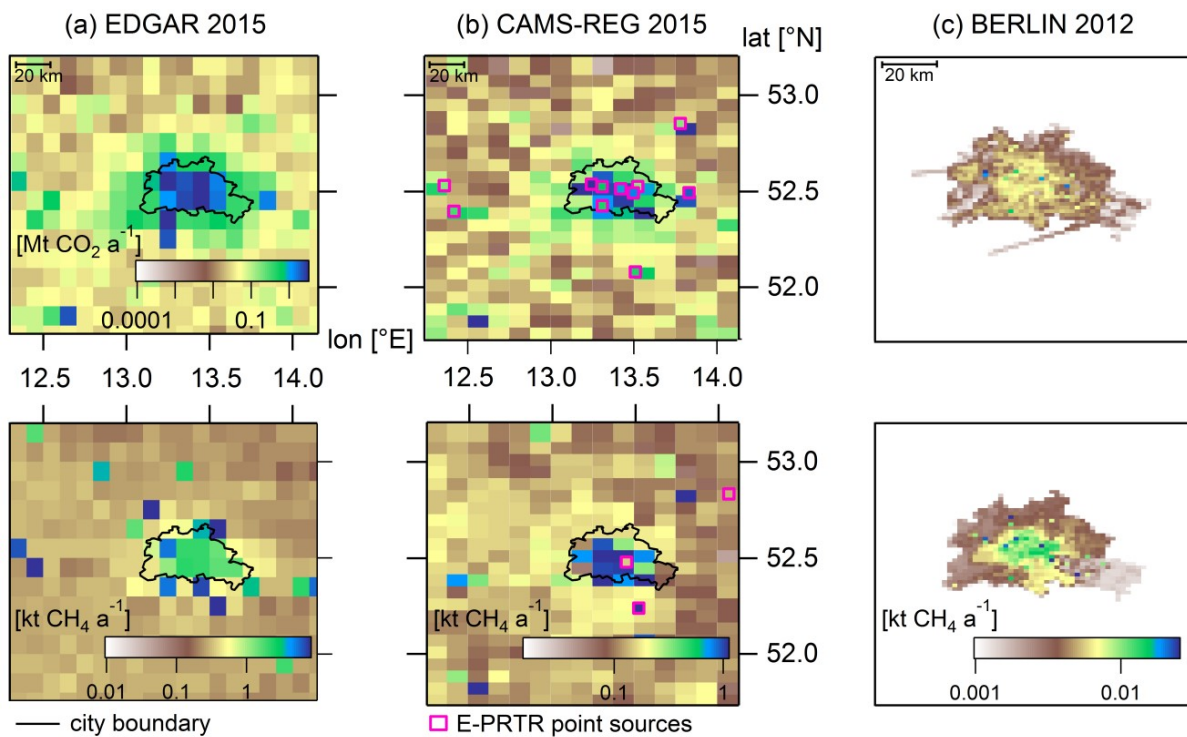 (a) EDGAR 2015
(b) CAMS-REG 2015
lat [°N]
(c) BERLIN 2012
20 km
20 km
20 km
53.0
52.5
52.0
[Mt CO2 a⁻¹]
0.0001 0.1
lon [°E]
12.5 13.0 13.5 14.0
12.5 13.0 13.5 14.0
53.0
52.5
52.0
[kt CH4 a⁻¹]
0.01 0.1 1
[kt CH4 a⁻¹]
0.1 1
[kt CH4 a⁻¹]
0.001 0.01
city boundary
E-PRTR point sources